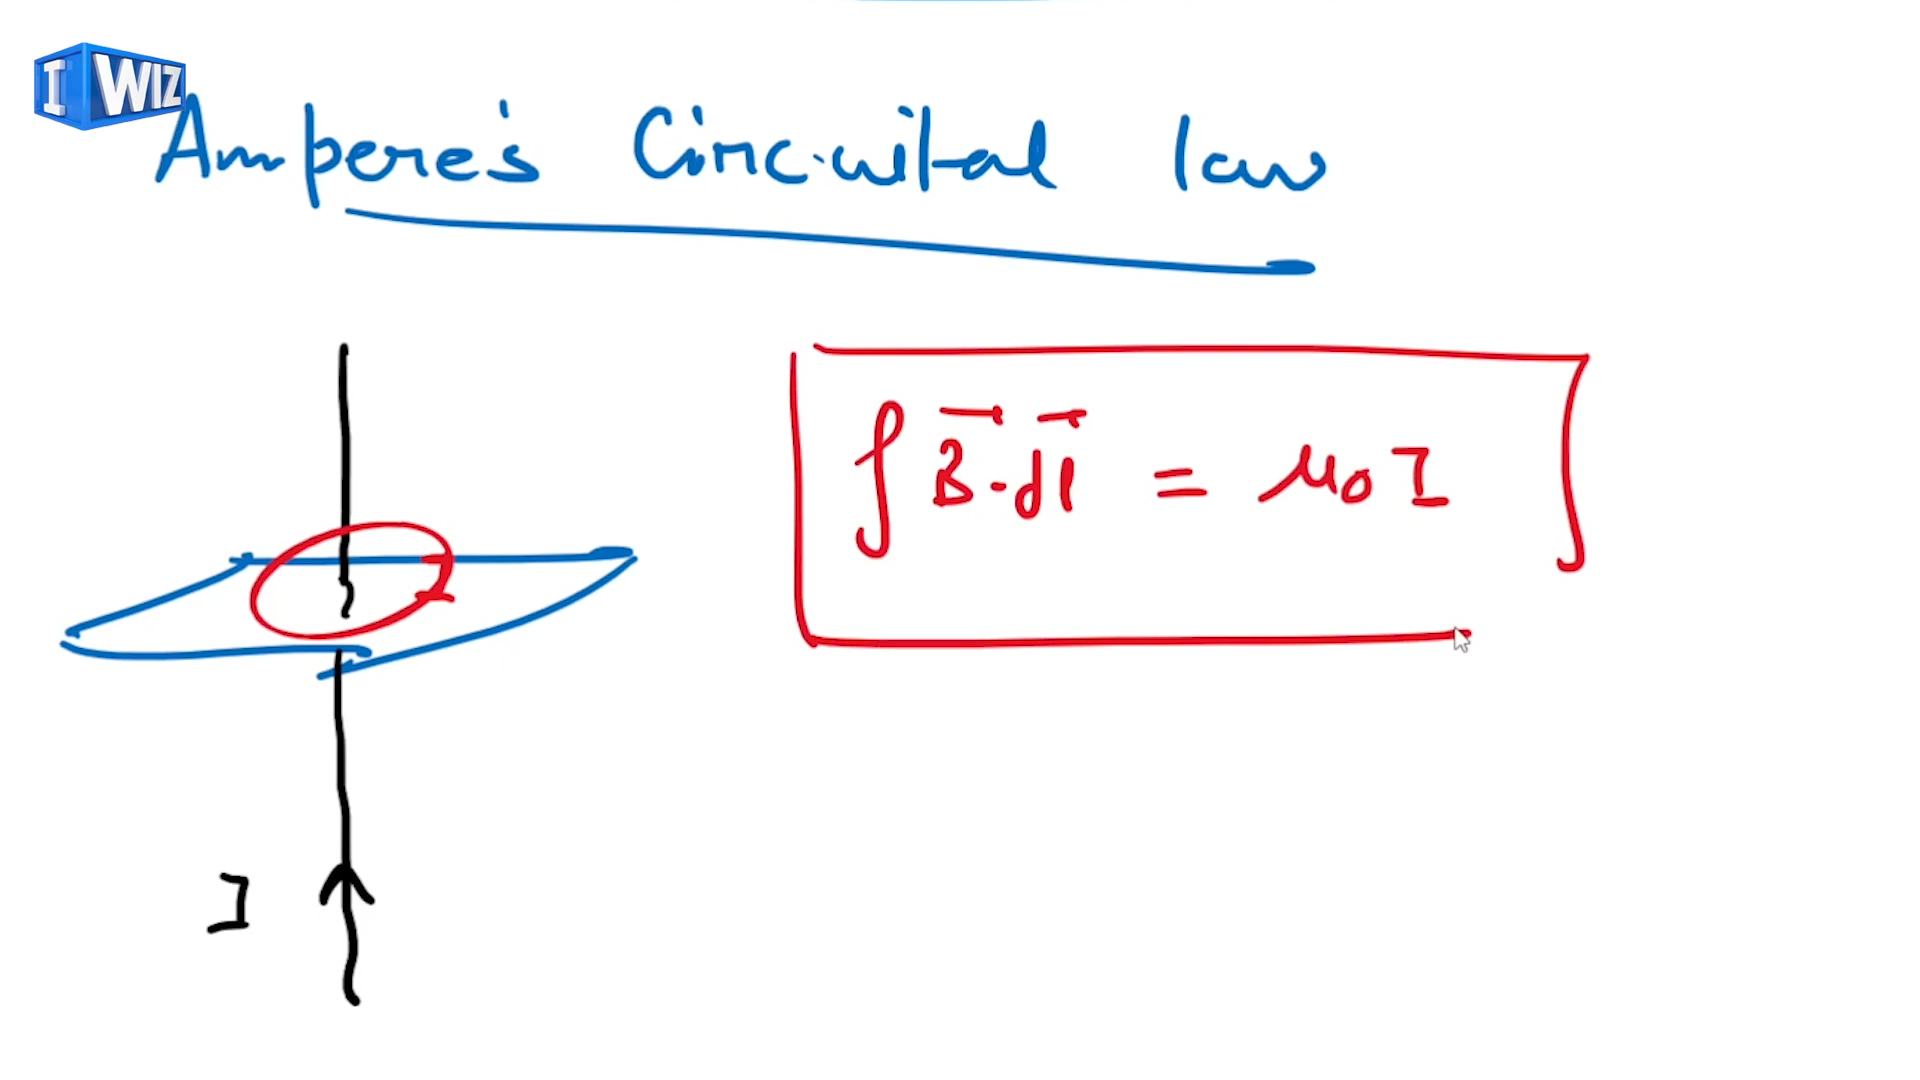 I WIZ
Ampere's Circuital law
∫ B⃗·dl⃗ = μ₀I
I